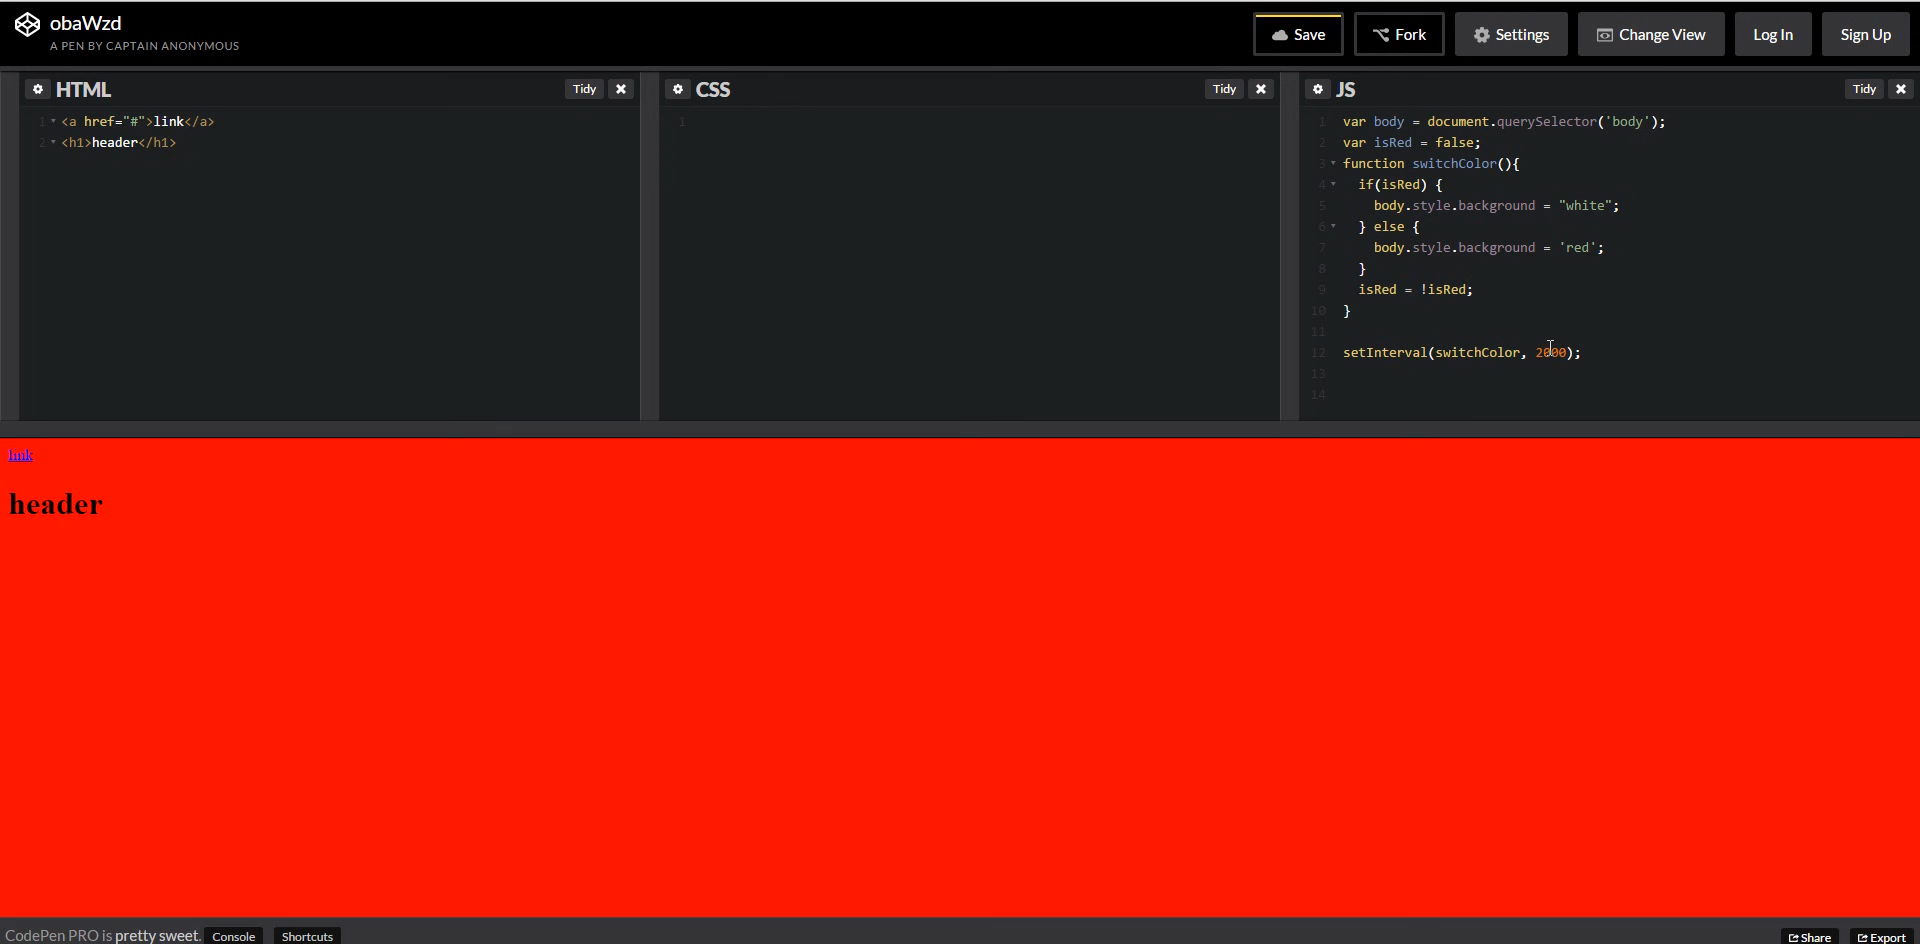 obaWzd
A PEN BY CAPTAIN ANONYMOUS
Save
Fork
Settings
Change View
Log In
Sign Up
HTML
Tidy
1 <a href="#">link</a>
2 <h1>header</h1>
CSS
Tidy
1
JS
Tidy
1 var body = document.querySelector('body');
2 var isRed = false;
3 function switchColor(){
4 if(isRed) {
5 body.style.background = "white";
6 } else {
7 body.style.background = 'red';
8 }
9 isRed = !isRed;
10 }
11
12 setInterval(switchColor, 2000);
13
14
link
header
CodePen PRO is pretty sweet.
Console
Shortcuts
Share
Export